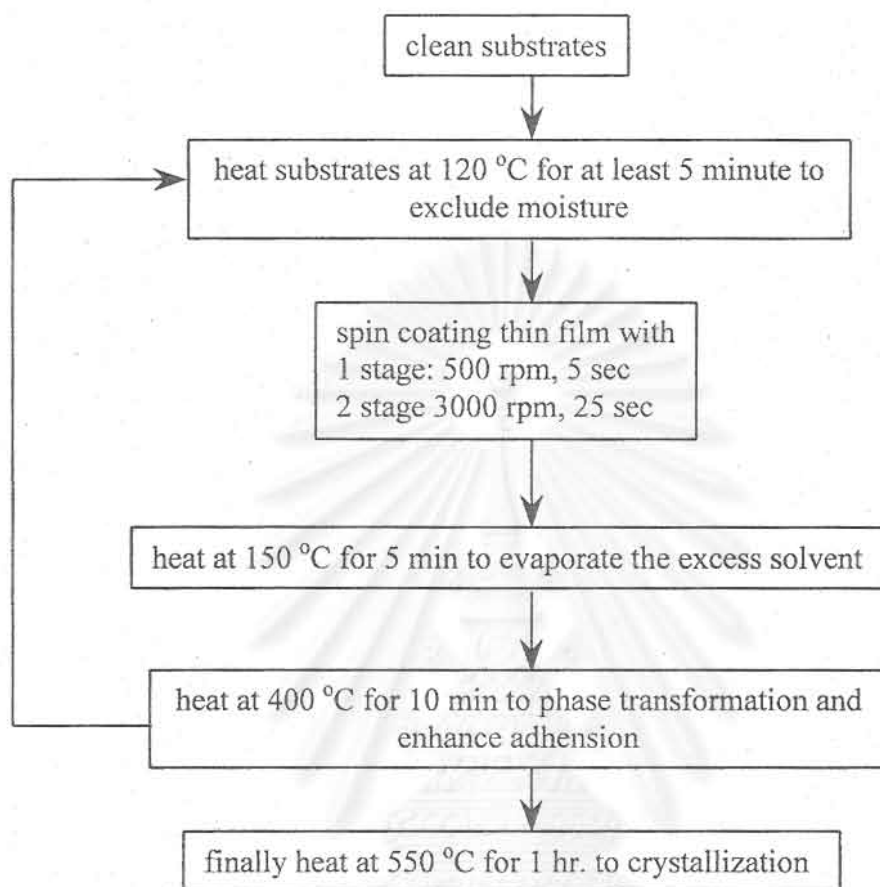 clean substrates
heat substrates at 120 °C for at least 5 minute to
exclude moisture
spin coating thin film with
1 stage: 500 rpm, 5 sec
2 stage 3000 rpm, 25 sec
heat at 150 °C for 5 min to evaporate the excess solvent
heat at 400 °C for 10 min to phase transformation and
enhance adhension
finally heat at 550 °C for 1 hr. to crystallization